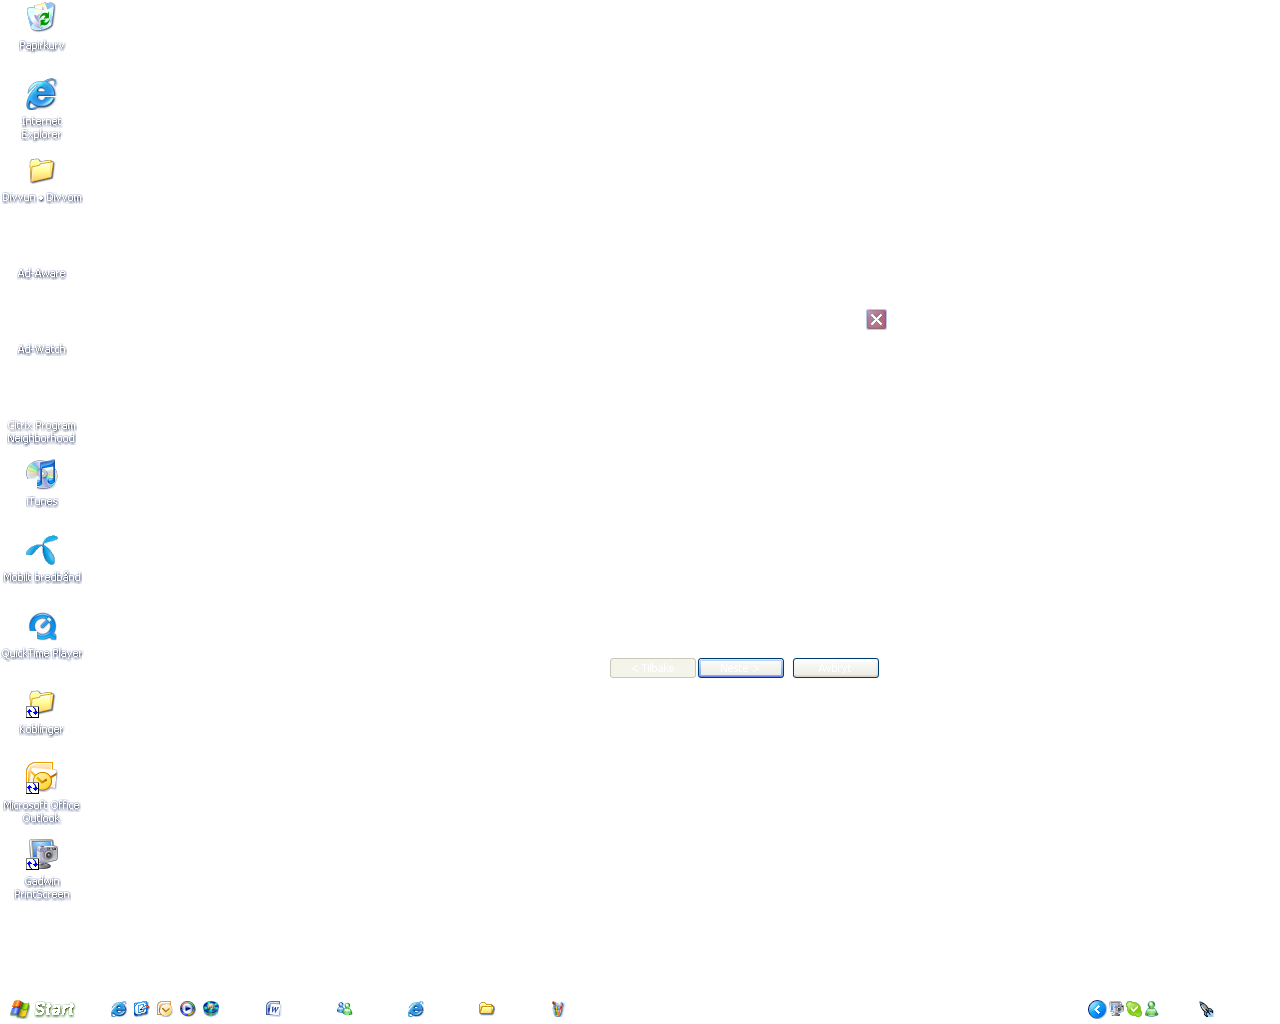 Papirkurv
Internet
Explorer
Divvun • Divvom
Ad-Aware
Ad-Watch
Citrix Program
Neighborhood
iTunes
Mobilt bredbånd
QuickTime Player
< Tilbake
Neste >
Avbryt
Koblinger
Microsoft Office
Outlook
Gadwin
PrintScreen
Start